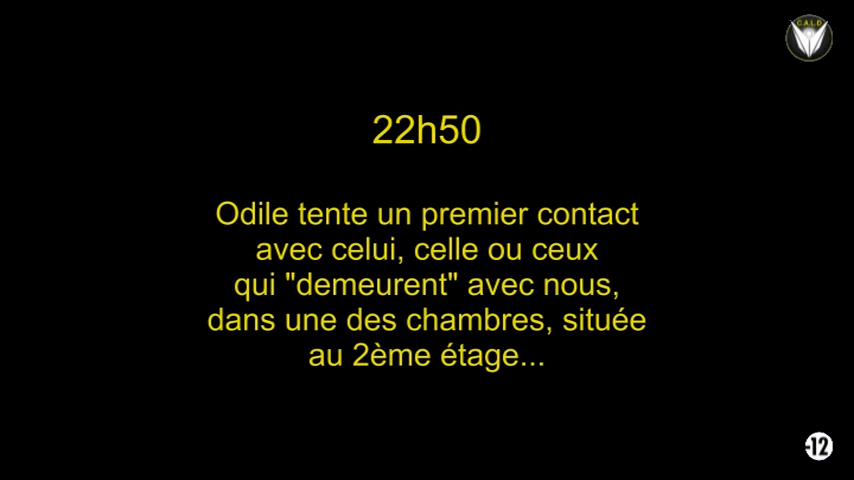 C.A.L.D
22h50
Odile tente un premier contact
avec celui, celle ou ceux
qui "demeurent" avec nous,
dans une des chambres, située
au 2ème étage...
-12